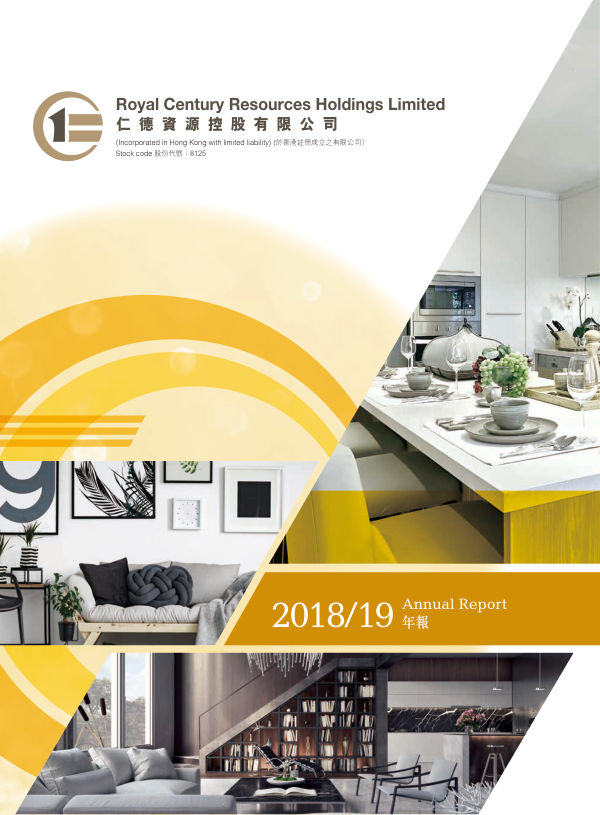 Royal Century Resources Holdings Limited
仁德資源控股有限公司
(Incorporated in Hong Kong with limited liability) (於香港註冊成立之有限公司)
Stock code 股份代號：8125
9
2018/19 Annual Report
年報